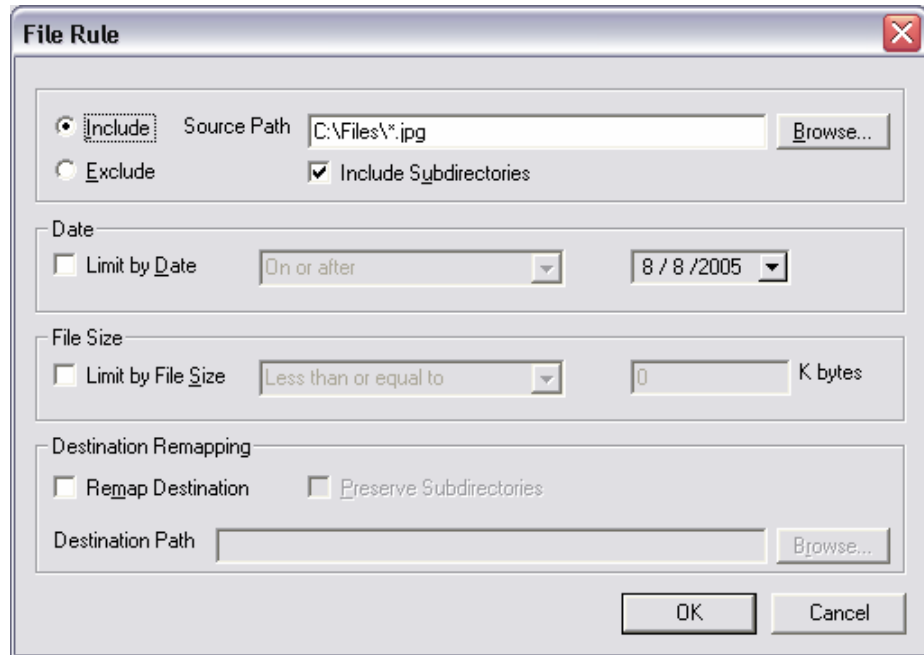 File Rule
Include Source Path C:\Files\*.jpg Browse...
Exclude Include Subdirectories
Date
Limit by Date On or after 8 / 8 /2005
File Size
Limit by File Size Less than or equal to 0 K bytes
Destination Remapping
Remap Destination Preserve Subdirectories
Destination Path Browse...
OK Cancel